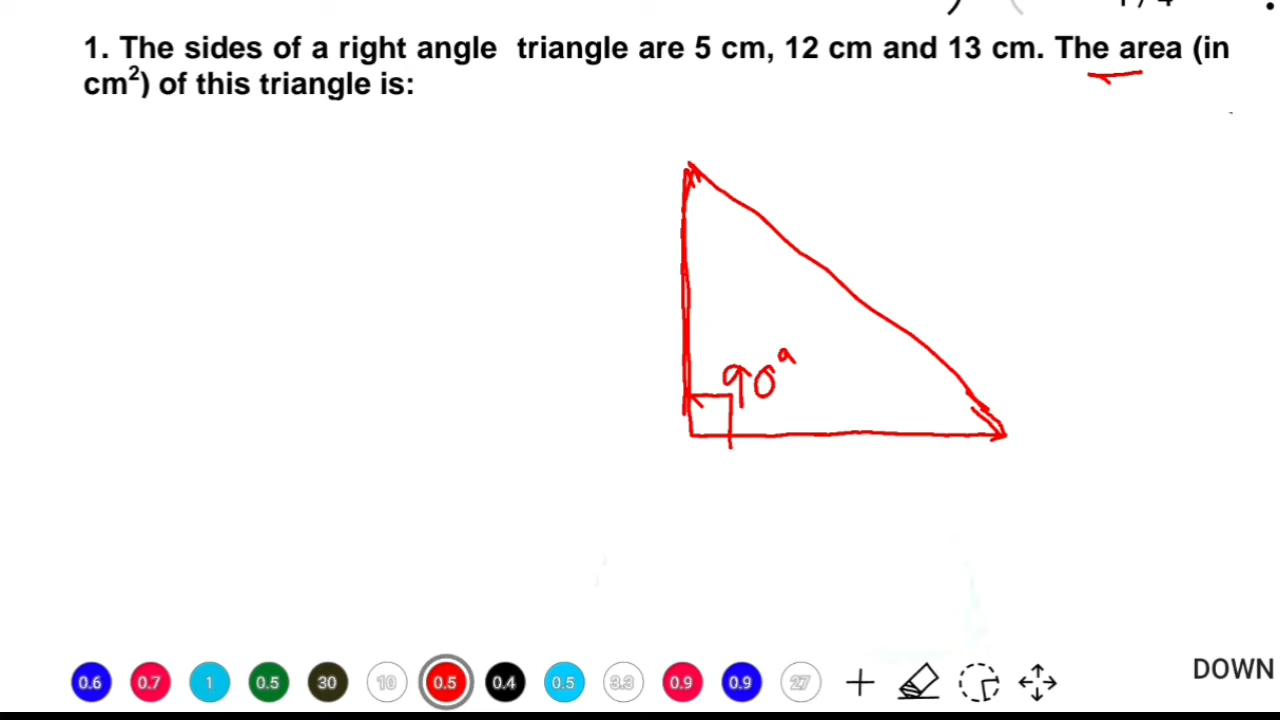 1. The sides of a right angle triangle are 5 cm, 12 cm and 13 cm. The area (in
cm²) of this triangle is:
90°
0.6 0.7 1 0.5 30 10 0.5 0.4 0.5 3.3 0.9 0.9 27
DOWN